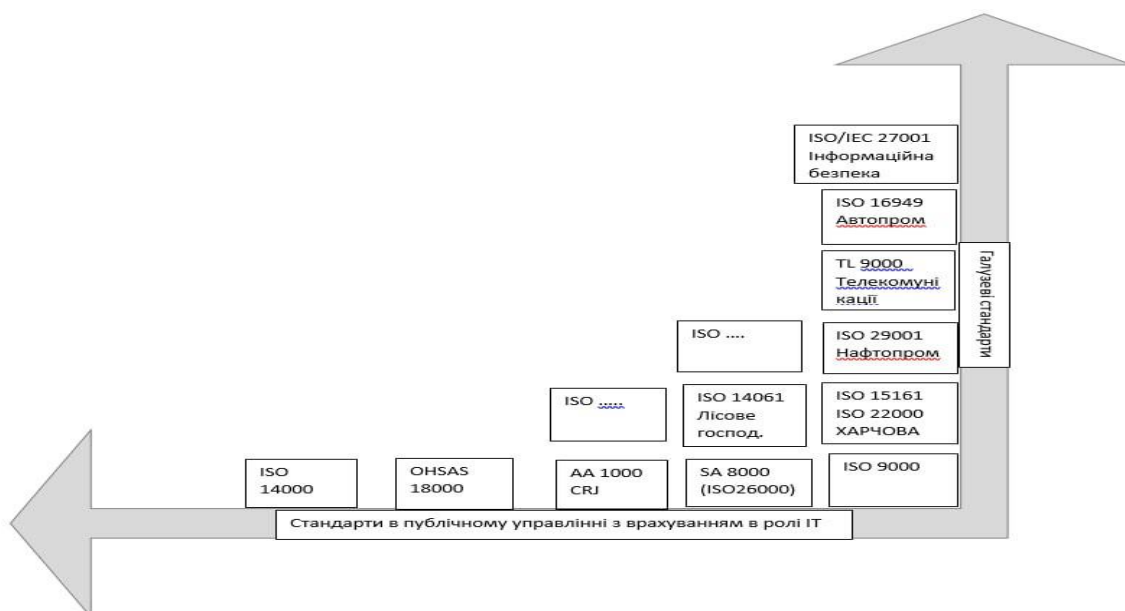 ISO/IEC 27001
Інформаційна
безпека
ISO 16949
Автопром
TL 9000
Телекомуні
кації
Галузеві стандарти
ISO ....
ISO 29001
Нафтопром
ISO .....
ISO 14061
Лісове
господ.
ISO 15161
ISO 22000
ХАРЧОВА
ISO
14000
OHSAS
18000
AA 1000
CRJ
SA 8000
(ISO26000)
ISO 9000
Стандарти в публічному управлінні з врахуванням в ролі ІТ